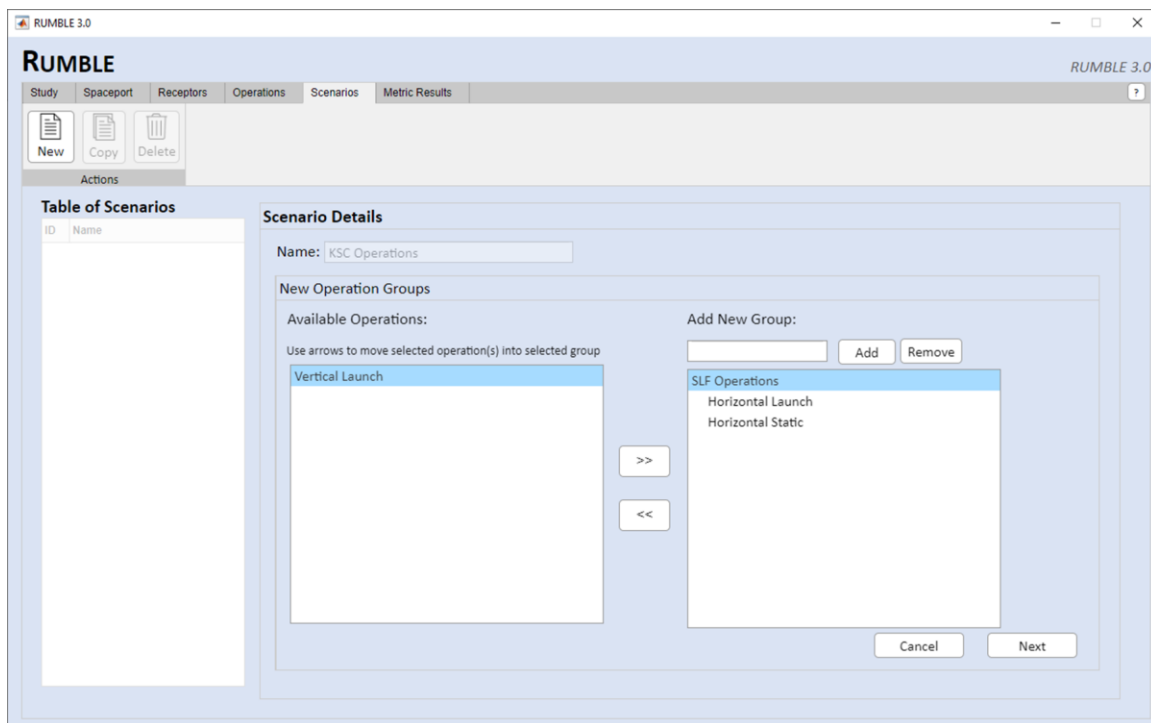 RUMBLE 3.0
RUMBLE
RUMBLE 3.0
Study Spaceport Receptors Operations Scenarios Metric Results ?
New Copy Delete
Actions
Table of Scenarios
ID Name
Scenario Details
Name: KSC Operations
New Operation Groups
Available Operations:
Use arrows to move selected operation(s) into selected group
Vertical Launch
>>
<<
Add New Group:
Add Remove
SLF Operations
Horizontal Launch
Horizontal Static
Cancel Next